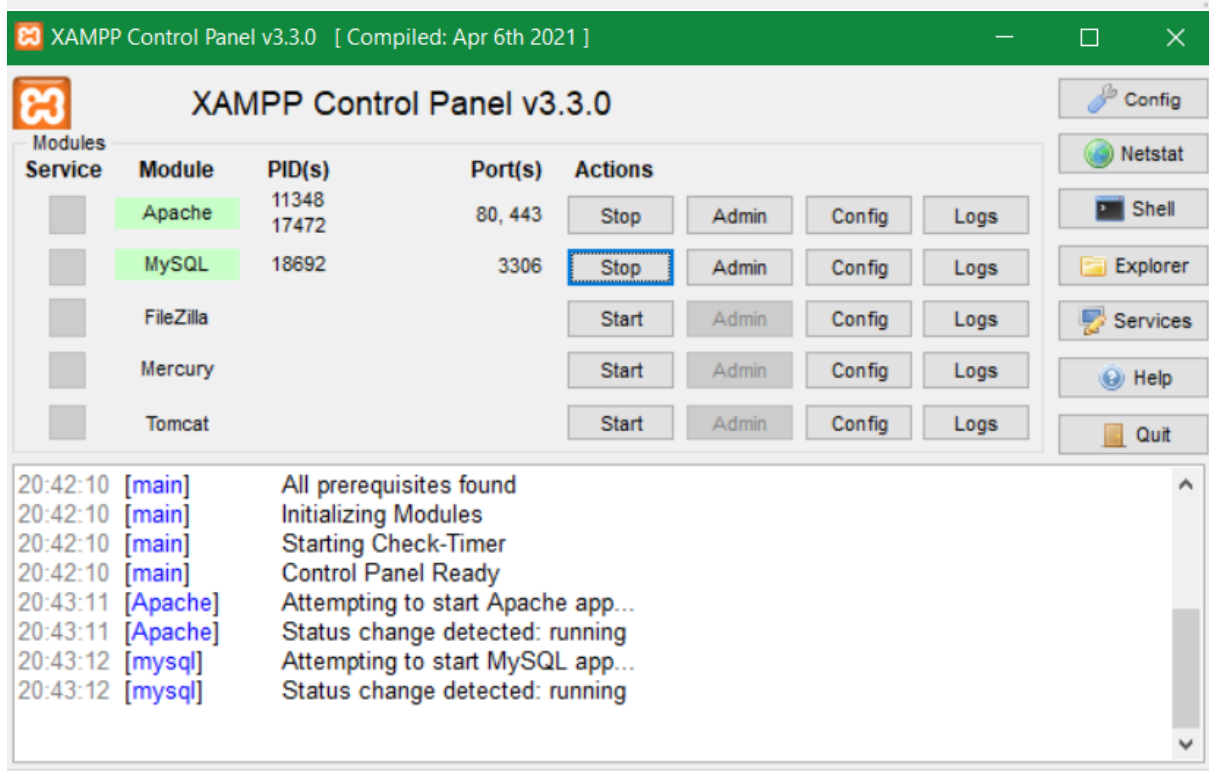 XAMPP Control Panel v3.3.0 [ Compiled: Apr 6th 2021 ]
XAMPP Control Panel v3.3.0
Config
Modules
Service Module PID(s) Port(s) Actions
Netstat
Apache 11348 17472 80, 443 Stop Admin Config Logs
Shell
MySQL 18692 3306 Stop Admin Config Logs
Explorer
FileZilla Start Admin Config Logs
Services
Mercury Start Admin Config Logs
Help
Tomcat Start Admin Config Logs
Quit
20:42:10 [main] All prerequisites found
20:42:10 [main] Initializing Modules
20:42:10 [main] Starting Check-Timer
20:42:10 [main] Control Panel Ready
20:43:11 [Apache] Attempting to start Apache app...
20:43:11 [Apache] Status change detected: running
20:43:12 [mysql] Attempting to start MySQL app...
20:43:12 [mysql] Status change detected: running